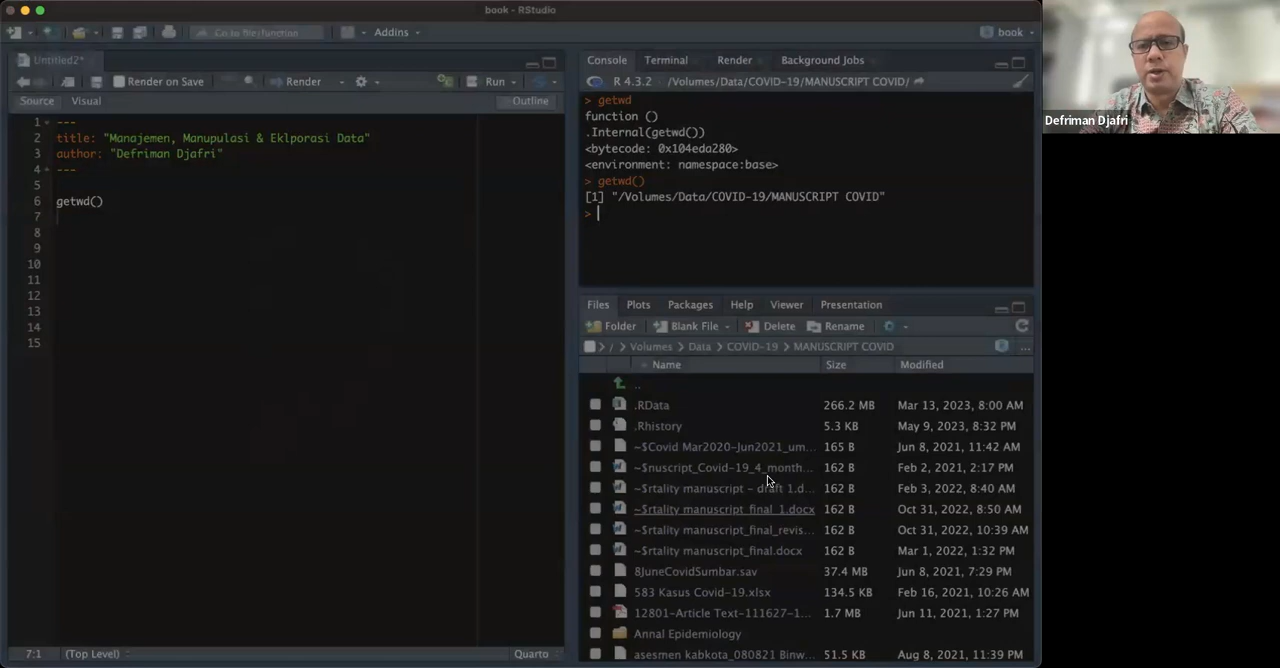 book - RStudio
Go to file/function
Addins
book
Untitled2*
Render on Save
Render
Run
Source
Visual
Outline
1 ---
2 title: "Manajemen, Manupulasi & Eklporasi Data"
3 author: "Defriman Djafri"
4 ---
5
6 getwd()
7
8
9
10
11
12
13
14
15
7:1
(Top Level)
Quarto
Console
Terminal
Render
Background Jobs
R 4.3.2 · /Volumes/Data/COVID-19/MANUSCRIPT COVID/
> getwd
function ()
.Internal(getwd())
<bytecode: 0x104eda280>
<environment: namespace:base>
> getwd()
[1] "/Volumes/Data/COVID-19/MANUSCRIPT COVID"
>
Files
Plots
Packages
Help
Viewer
Presentation
Folder
Blank File
Delete
Rename
/ > Volumes > Data > COVID-19 > MANUSCRIPT COVID
...
Name Size Modified
..
.RData 266.2 MB Mar 13, 2023, 8:00 AM
.Rhistory 5.3 KB May 9, 2023, 8:32 PM
~$Covid Mar2020-Jun2021_um... 165 B Jun 8, 2021, 11:42 AM
~$nuscript_Covid-19_4_month... 162 B Feb 2, 2021, 2:17 PM
~$rtality manuscript - draft 1.d... 162 B Feb 3, 2022, 8:40 AM
~$rtality manuscript_final_1.docx 162 B Oct 31, 2022, 8:50 AM
~$rtality manuscript_final_revis... 162 B Oct 31, 2022, 10:39 AM
~$rtality manuscript_final.docx 162 B Mar 1, 2022, 1:32 PM
8JuneCovidSumbar.sav 37.4 MB Jun 8, 2021, 7:29 PM
583 Kasus Covid-19.xlsx 134.5 KB Feb 16, 2021, 10:26 AM
12801-Article Text-111627-1... 1.7 MB Jun 11, 2021, 1:27 PM
Annal Epidemiology
asesmen kabkota_080821 Binw... 51.5 KB Aug 8, 2021, 11:39 PM
Defriman Djafri